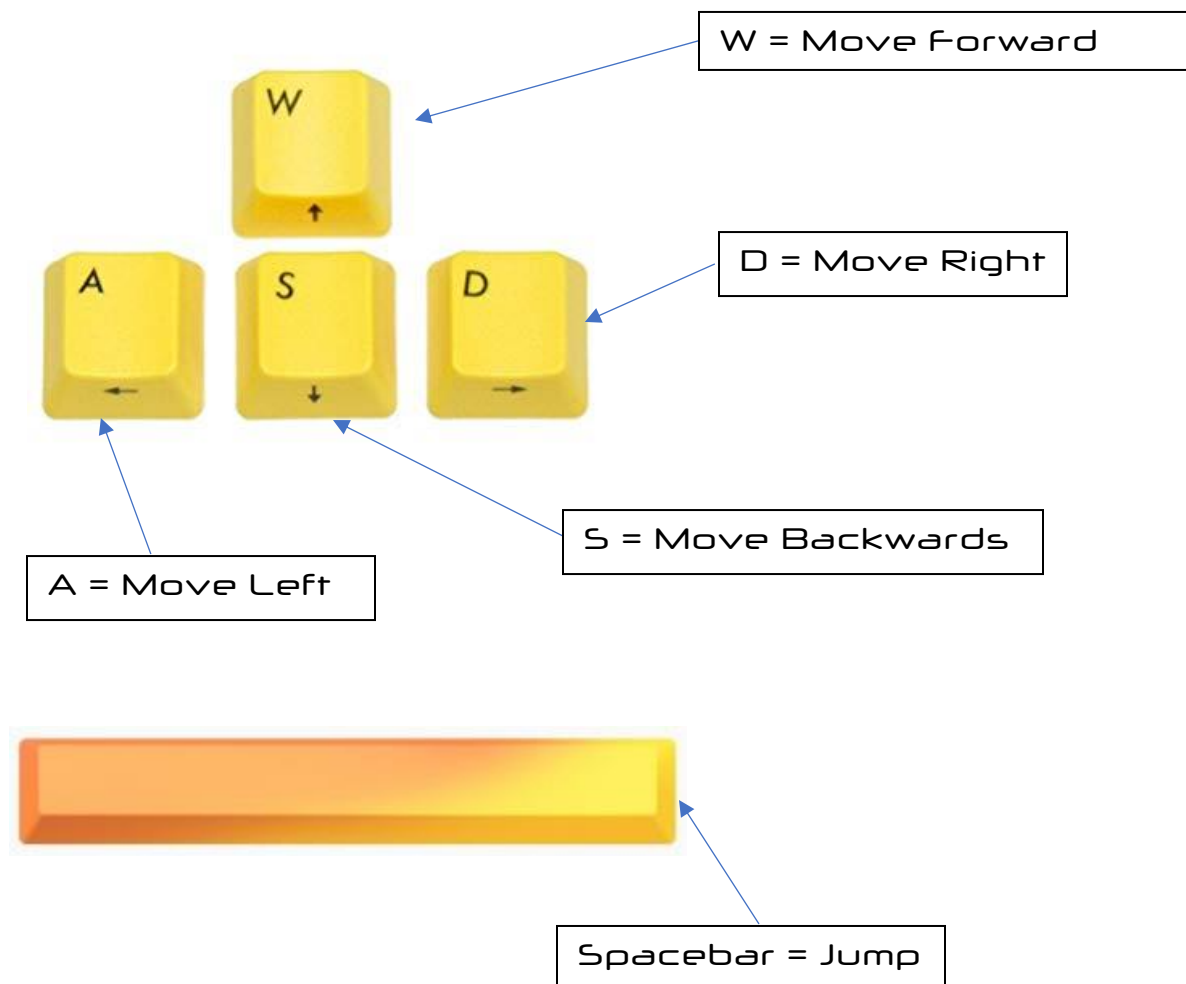 W = Move Forward
W
↑
D = Move Right
A
S
D
←
↓
→
S = Move Backwards
A = Move Left
Spacebar = Jump